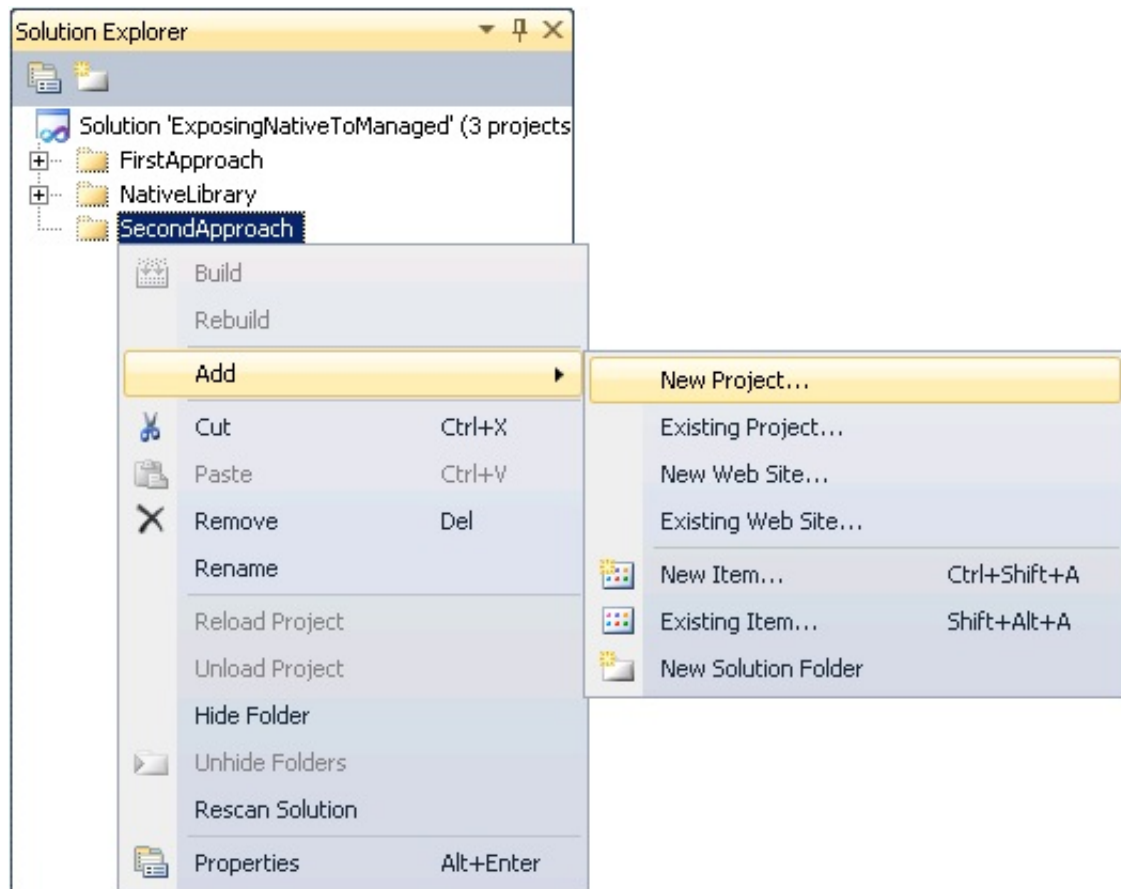 Solution Explorer
Solution 'ExposingNativeToManaged' (3 projects
FirstApproach
NativeLibrary
SecondApproach
Build
Rebuild
Add
Cut Ctrl+X
Paste Ctrl+V
Remove Del
Rename
Reload Project
Unload Project
Hide Folder
Unhide Folders
Rescan Solution
Properties Alt+Enter
New Project...
Existing Project...
New Web Site...
Existing Web Site...
New Item... Ctrl+Shift+A
Existing Item... Shift+Alt+A
New Solution Folder